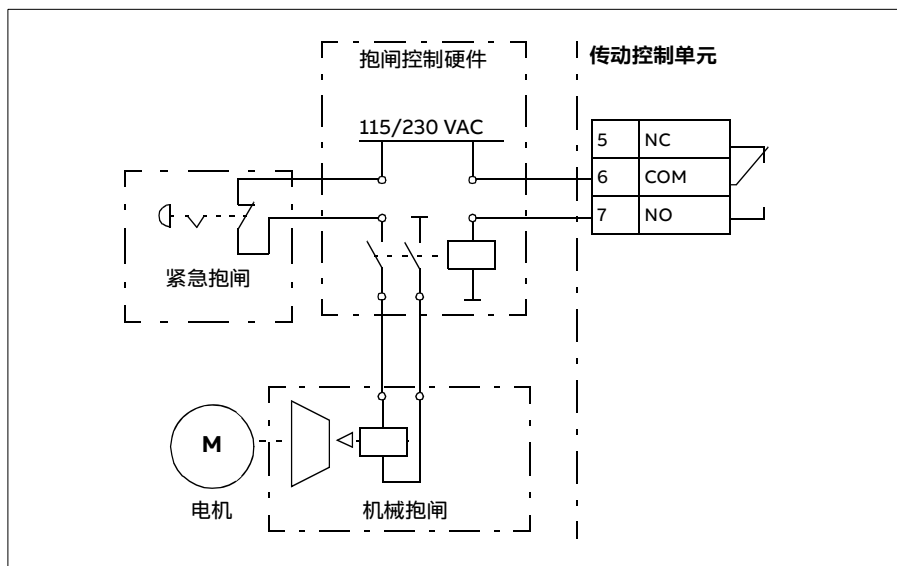 抱闸控制硬件
传动控制单元
115/230 VAC
5 NC
6 COM
7 NO
紧急抱闸
M
电机
机械抱闸